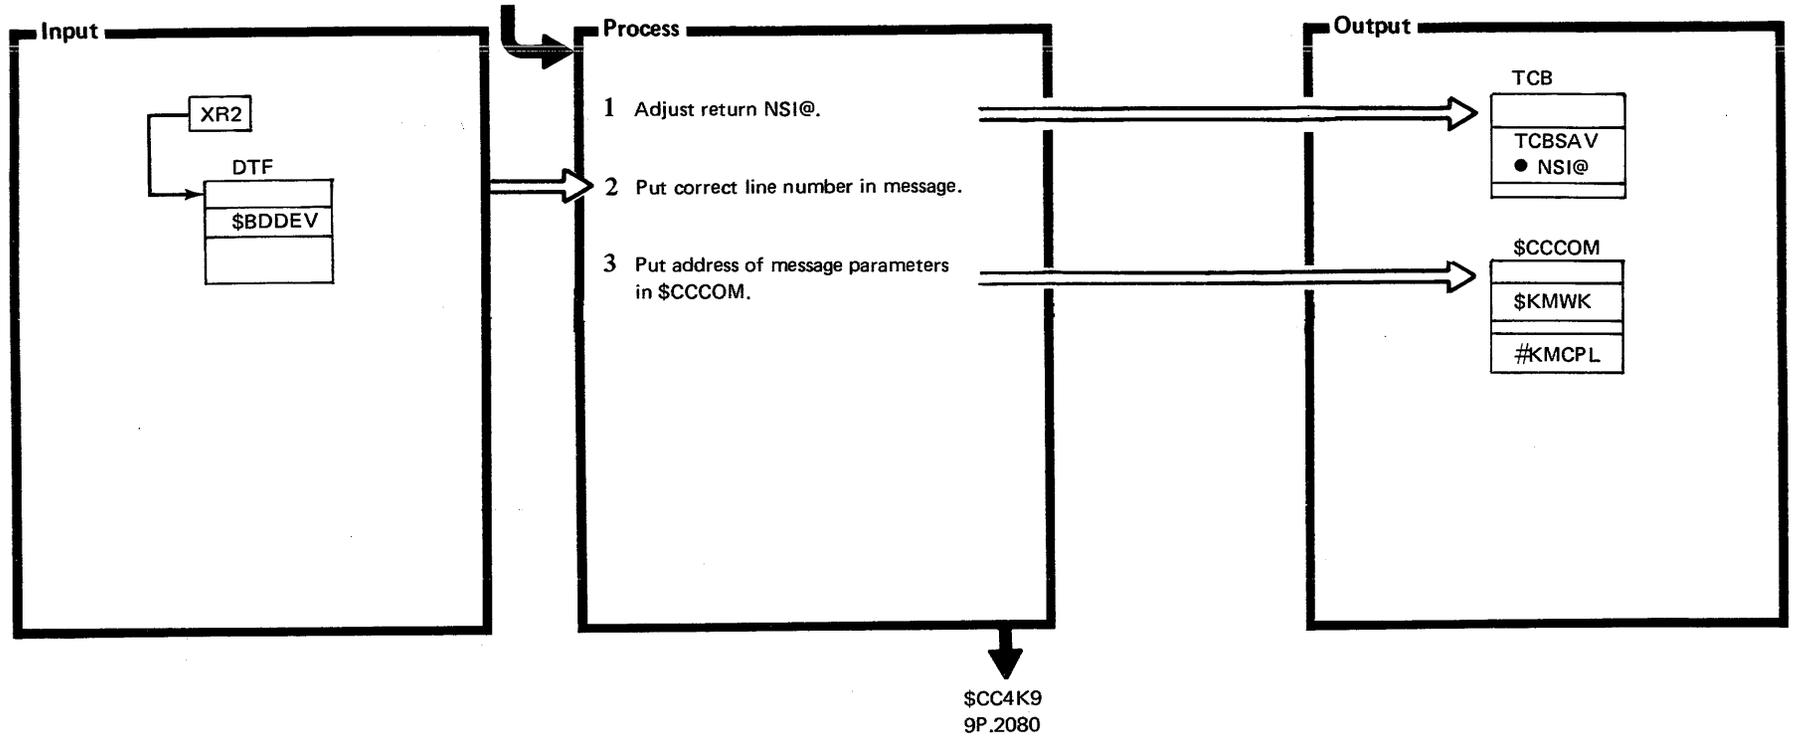 Input
XR2
DTF
$BDDEV
Process
1 Adjust return NSI@.
2 Put correct line number in message.
3 Put address of message parameters
in $CCCOM.
$CC4K9
9P.2080
Output
TCB
TCBSAV
● NSI@
$CCCOM
$KMWK
#KMCPL